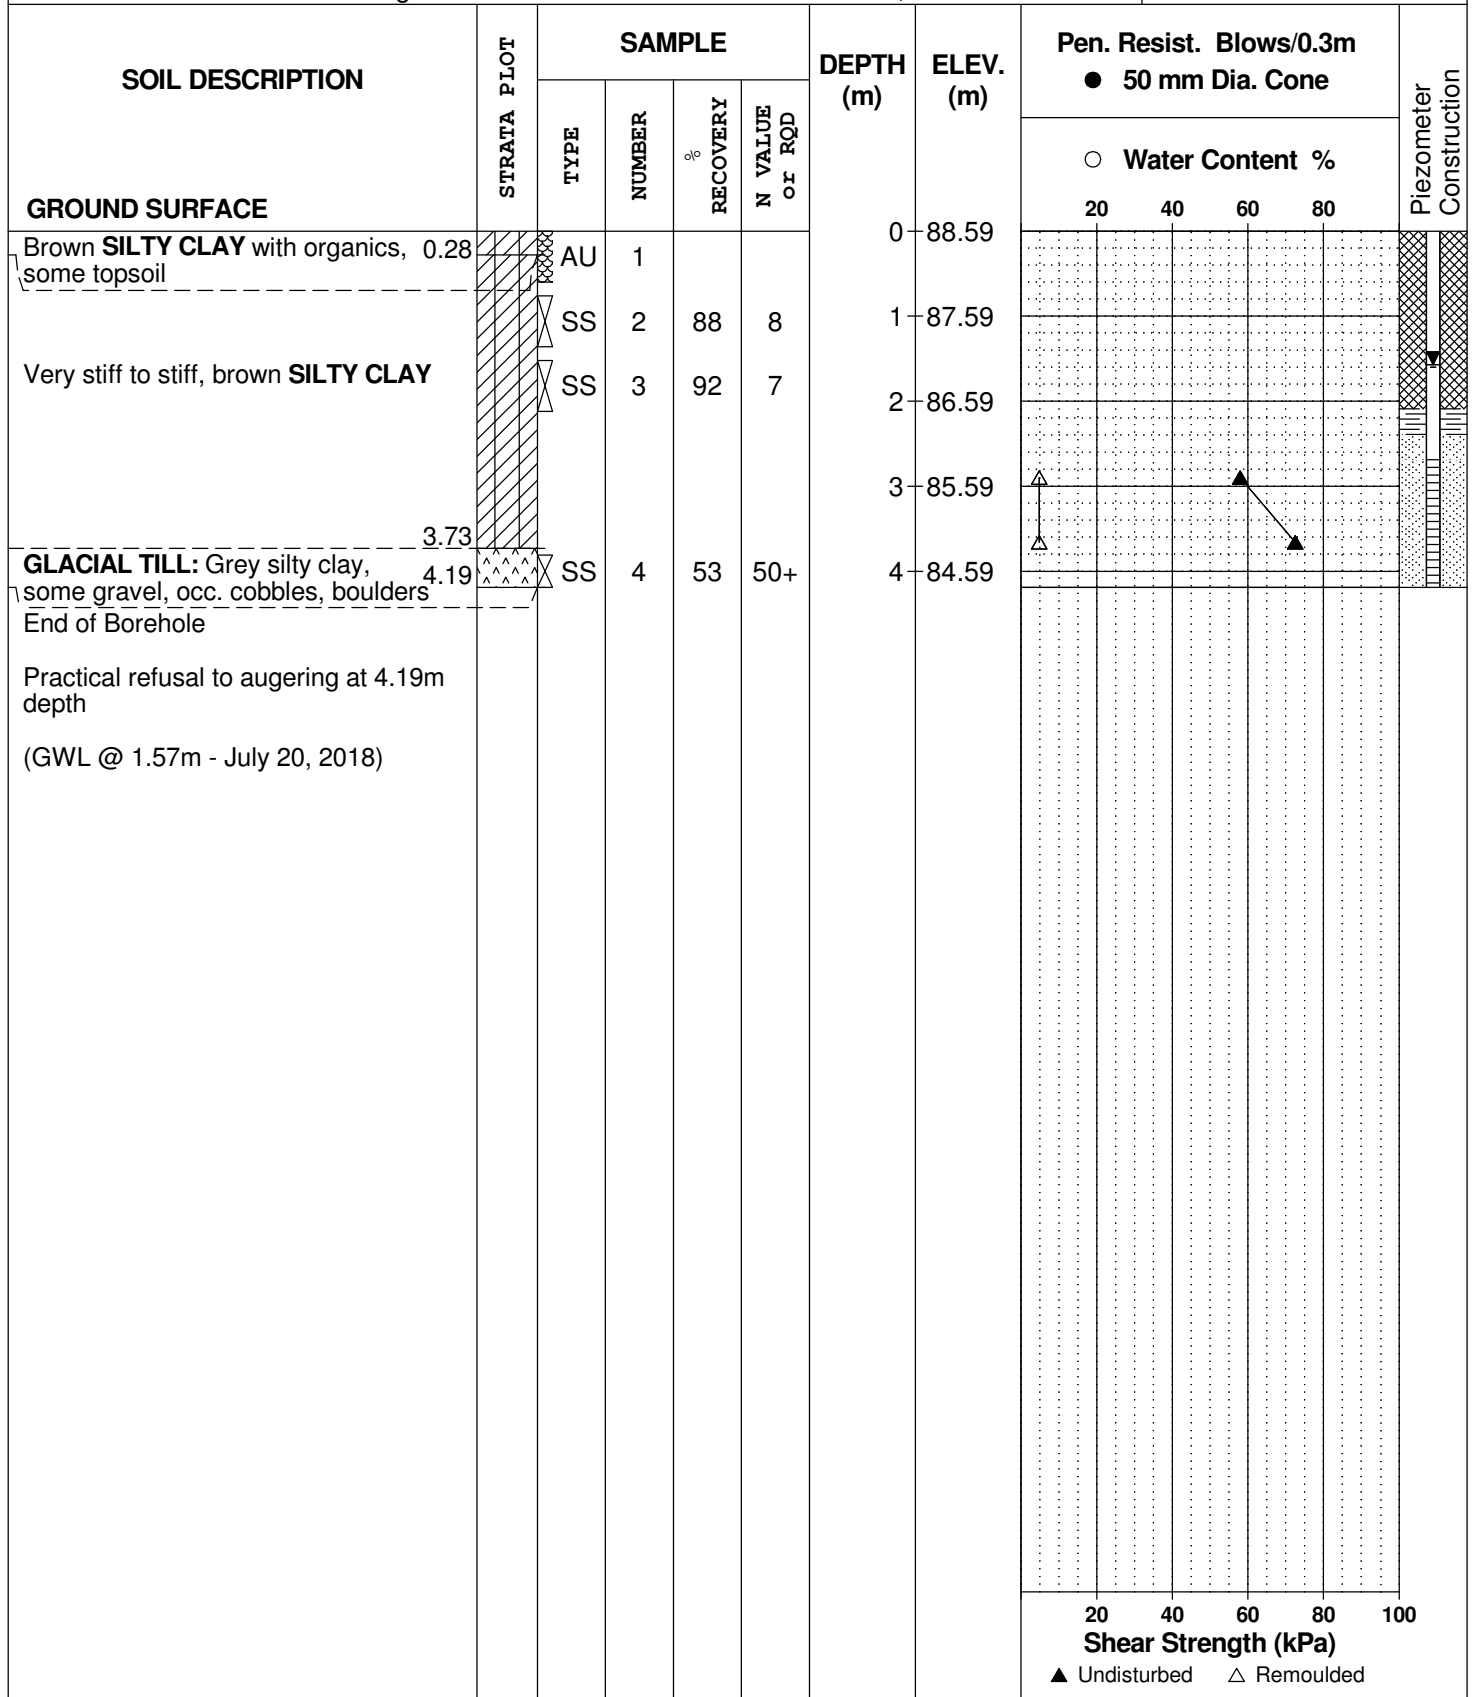 SOIL DESCRIPTION
GROUND SURFACE
STRATA PLOT
SAMPLE
TYPE
NUMBER
% RECOVERY
N VALUE or RQD
DEPTH (m)
ELEV. (m)
Pen. Resist. Blows/0.3m
● 50 mm Dia. Cone
○ Water Content %
20 40 60 80
Piezometer Construction
0 88.59
Brown SILTY CLAY with organics, 0.28
some topsoil
AU 1
SS 2 88 8
1 87.59
Very stiff to stiff, brown SILTY CLAY
SS 3 92 7
2 86.59
3 85.59
3.73
GLACIAL TILL: Grey silty clay,
some gravel, occ. cobbles, boulders
4.19
SS 4 53 50+
4 84.59
End of Borehole
Practical refusal to augering at 4.19m
depth
(GWL @ 1.57m - July 20, 2018)
20 40 60 80 100
Shear Strength (kPa)
▲ Undisturbed △ Remoulded